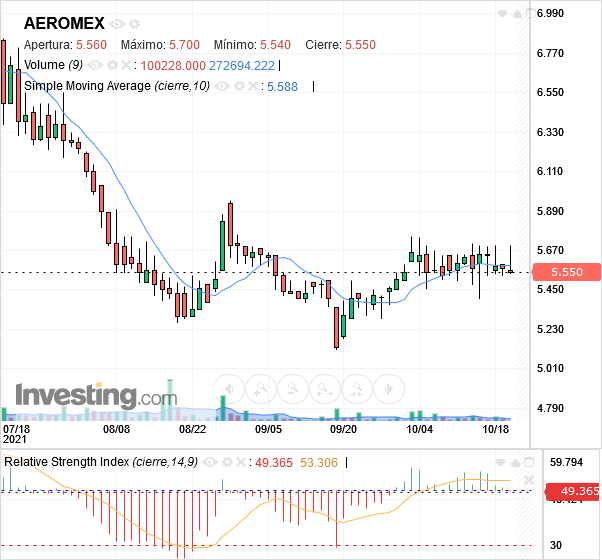 AEROMEX
Apertura: 5.560 Máximo: 5.700 Mínimo: 5.540 Cierre: 5.550
Volume (9) : 100228.000 272694.222
Simple Moving Average (cierre,10) : 5.588
6.990
6.770
6.550
6.330
6.110
5.890
5.670
5.550
5.450
5.230
5.010
4.790
Investing.com
07/18 08/08 08/22 09/05 09/20 10/04 10/18
2021
Relative Strength Index (cierre,14,9) : 49.365 53.306
59.794
49.365
30